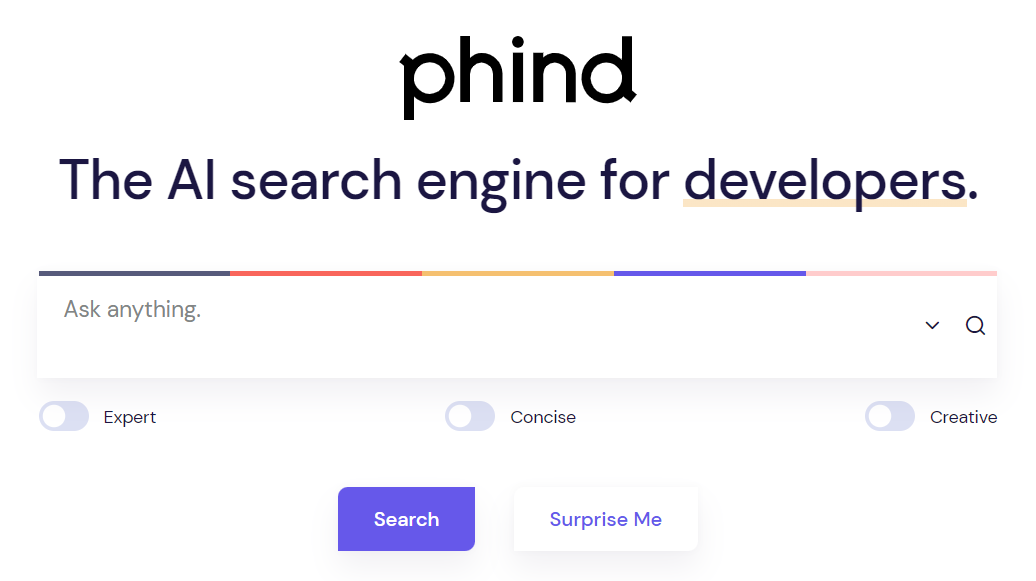 phind
The AI search engine for developers.
Ask anything.
Expert
Concise
Creative
Search
Surprise Me